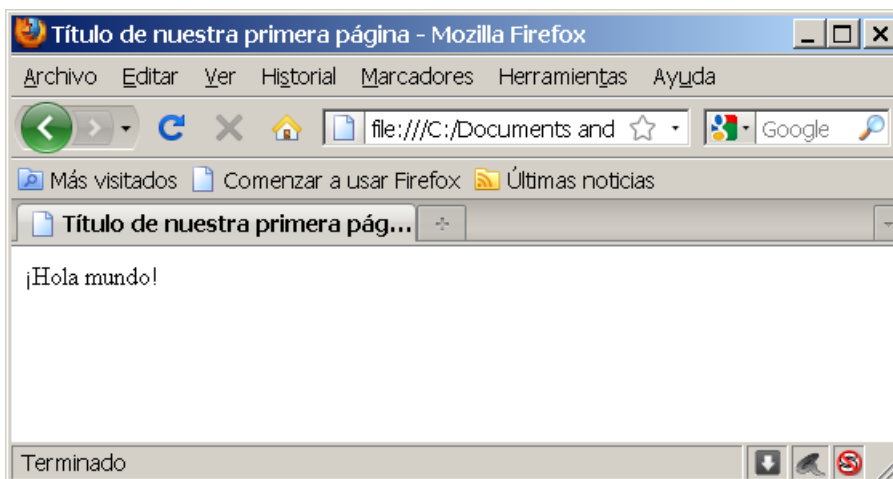 Título de nuestra primera página - Mozilla Firefox
Archivo Editar Ver Historial Marcadores Herramientas Ayuda
file:///C:/Documents and Google
Más visitados Comenzar a usar Firefox Últimas noticias
Título de nuestra primera pág...
¡Hola mundo!
Terminado